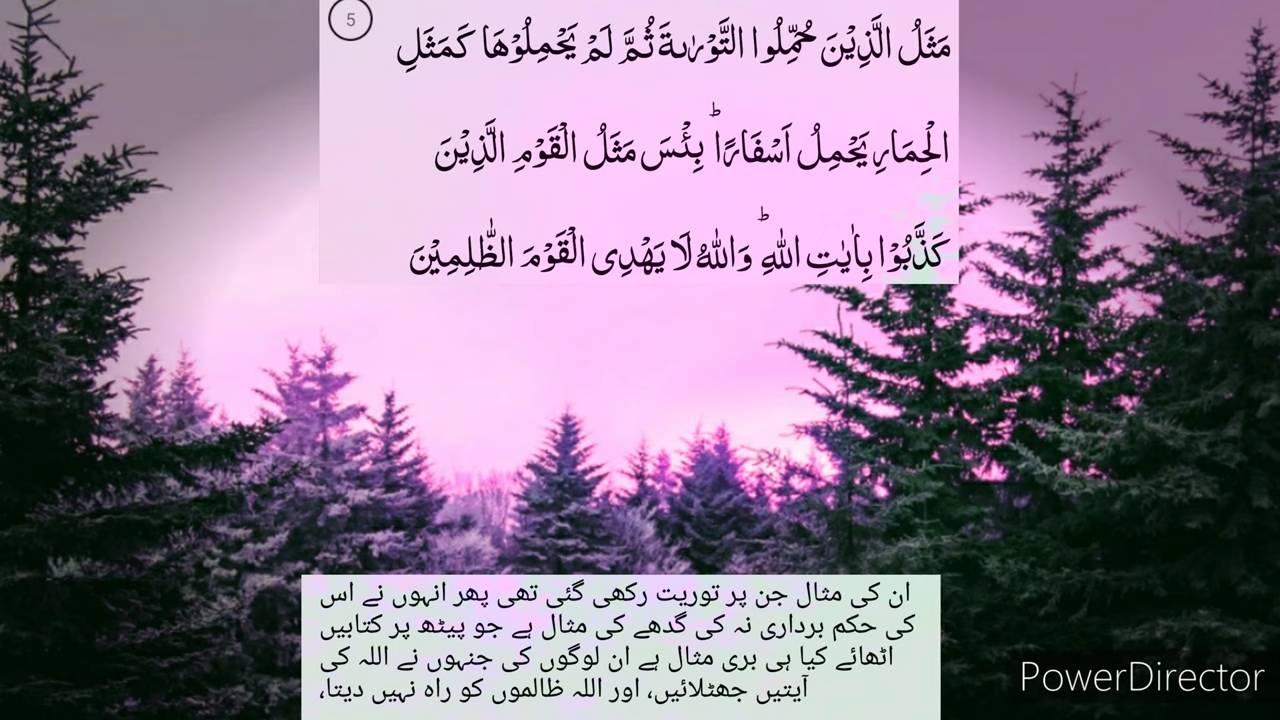 5
مَثَلُ الَّذِيْنَ حُمِّلُوا التَّوْرٰىةَ ثُمَّ لَمْ يَحْمِلُوْهَا كَمَثَلِ
الْحِمَارِ يَحْمِلُ اَسْفَارًا ؕ بِئْسَ مَثَلُ الْقَوْمِ الَّذِيْنَ
كَذَّبُوْا بِاٰيٰتِ اللّٰهِ ؕ وَاللّٰهُ لَا يَهْدِى الْقَوْمَ الظّٰلِمِيْنَ
ان کی مثال جن پر توریت رکھی گئی تھی پھر انہوں نے اس
کی حکم برداری نہ کی گدھے کی مثال ہے جو پیٹھ پر کتابیں
اٹھائے کیا ہی بری مثال ہے ان لوگوں کی جنہوں نے اللہ کی
آیتیں جھٹلائیں، اور اللہ ظالموں کو راہ نہیں دیتا،
PowerDirector